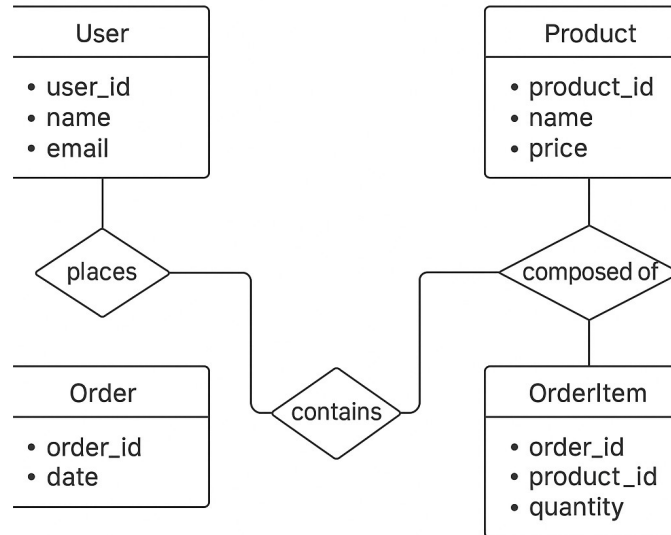 User
• user_id
• name
• email
Product
• product_id
• name
• price
places
composed of
contains
Order
• order_id
• date
OrderItem
• order_id
• product_id
• quantity